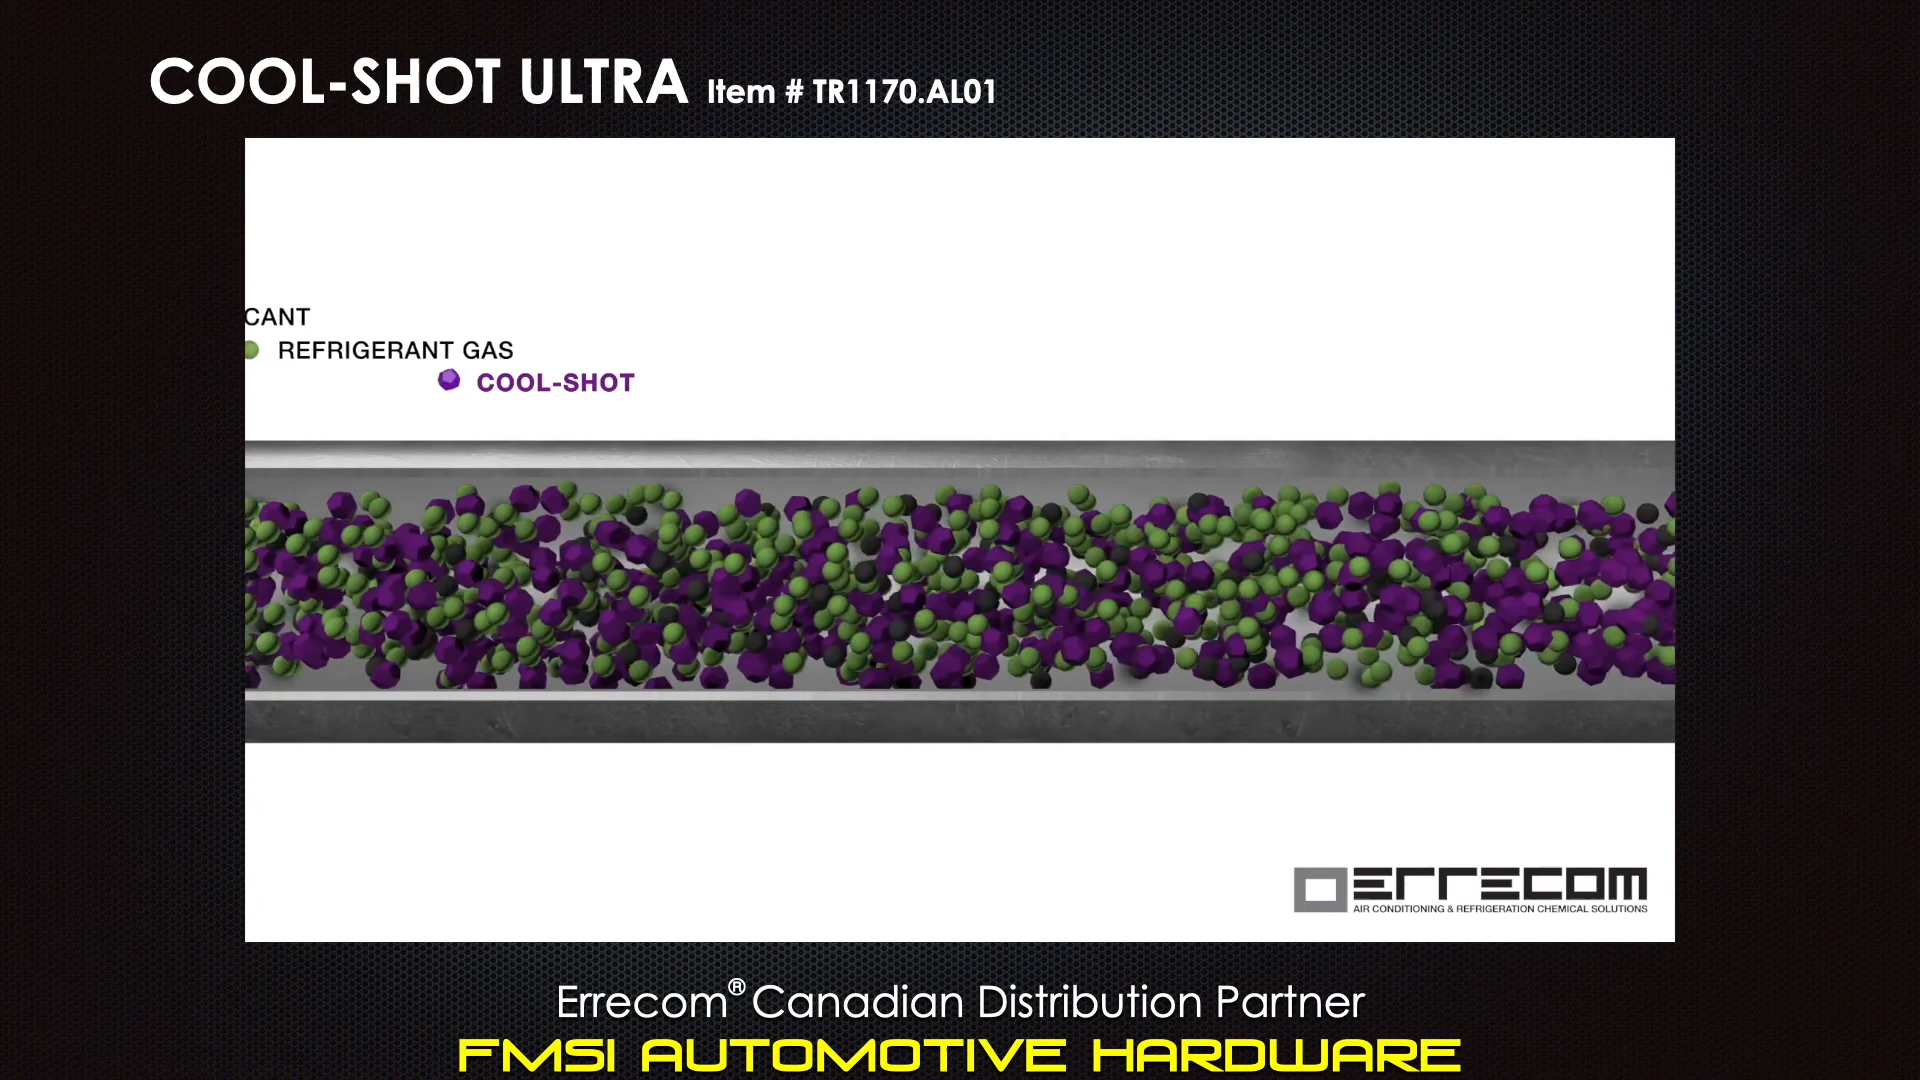 COOL-SHOT ULTRA Item # TR1170.AL01
CANT
REFRIGERANT GAS
COOL-SHOT
errecom
AIR CONDITIONING & REFRIGERATION CHEMICAL SOLUTIONS
Errecom® Canadian Distribution Partner
FMSI AUTOMOTIVE HARDWARE